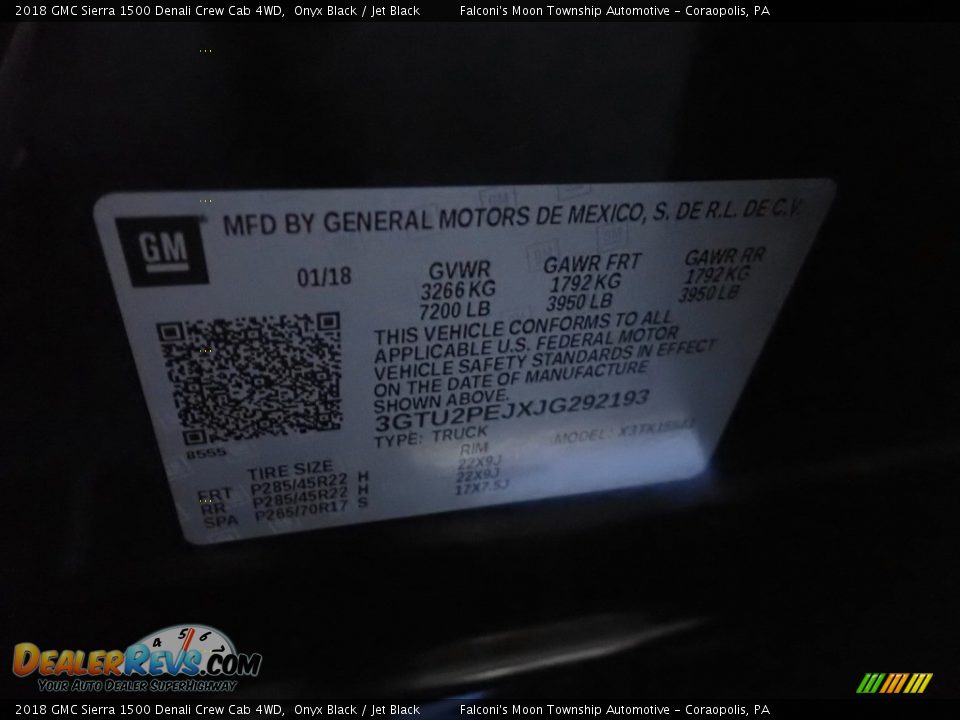 2018 GMC Sierra 1500 Denali Crew Cab 4WD, Onyx Black / Jet Black Falconi's Moon Township Automotive - Coraopolis, PA
GM
MFD BY GENERAL MOTORS DE MEXICO, S. DE R.L. DE C.V.
01/18
GVWR
3266 KG
7200 LB
GAWR FRT
1792 KG
3950 LB
GAWR RR
1792 KG
3950 LB
THIS VEHICLE CONFORMS TO ALL
APPLICABLE U.S. FEDERAL MOTOR
VEHICLE SAFETY STANDARDS IN EFFECT
ON THE DATE OF MANUFACTURE
SHOWN ABOVE.
3GTU2PEJXJG292193
TYPE: TRUCK
MODEL:
8555
TIRE SIZE RIM
FRT P285/45R22 H 22X9J
RR P285/45R22 H 22X9J
SPA P265/70R17 S 17X7.5J
DEALERREVS.COM
4 5 6 7
YOUR AUTO DEALER SUPERHIGHWAY
2018 GMC Sierra 1500 Denali Crew Cab 4WD, Onyx Black / Jet Black Falconi's Moon Township Automotive - Coraopolis, PA